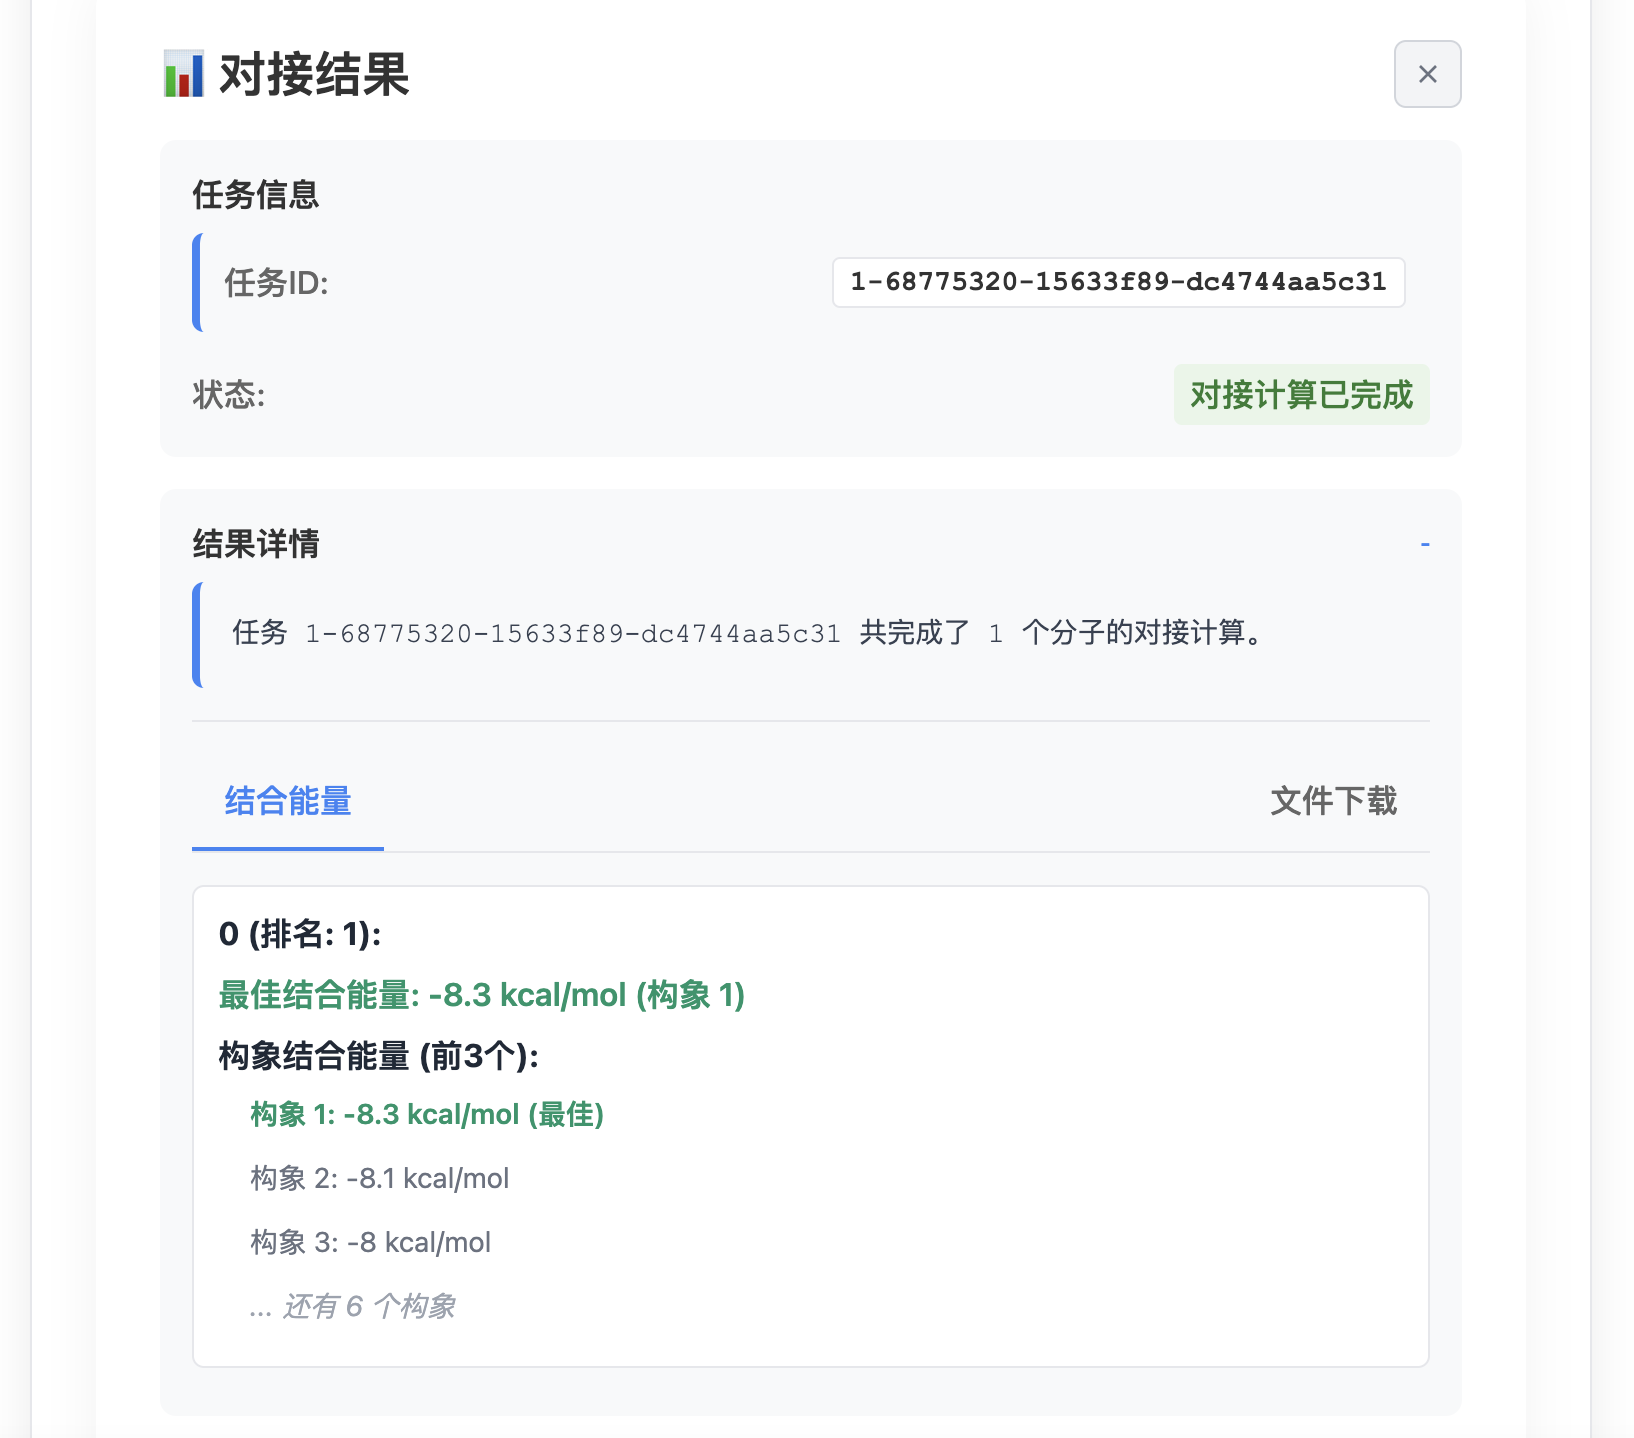 对接结果
×
任务信息
任务ID:
1-68775320-15633f89-dc4744aa5c31
状态:
对接计算已完成
结果详情
-
任务 1-68775320-15633f89-dc4744aa5c31 共完成了 1 个分子的对接计算。
结合能量
文件下载
0 (排名: 1):
最佳结合能量: -8.3 kcal/mol (构象 1)
构象结合能量 (前3个):
构象 1: -8.3 kcal/mol (最佳)
构象 2: -8.1 kcal/mol
构象 3: -8 kcal/mol
... 还有 6 个构象